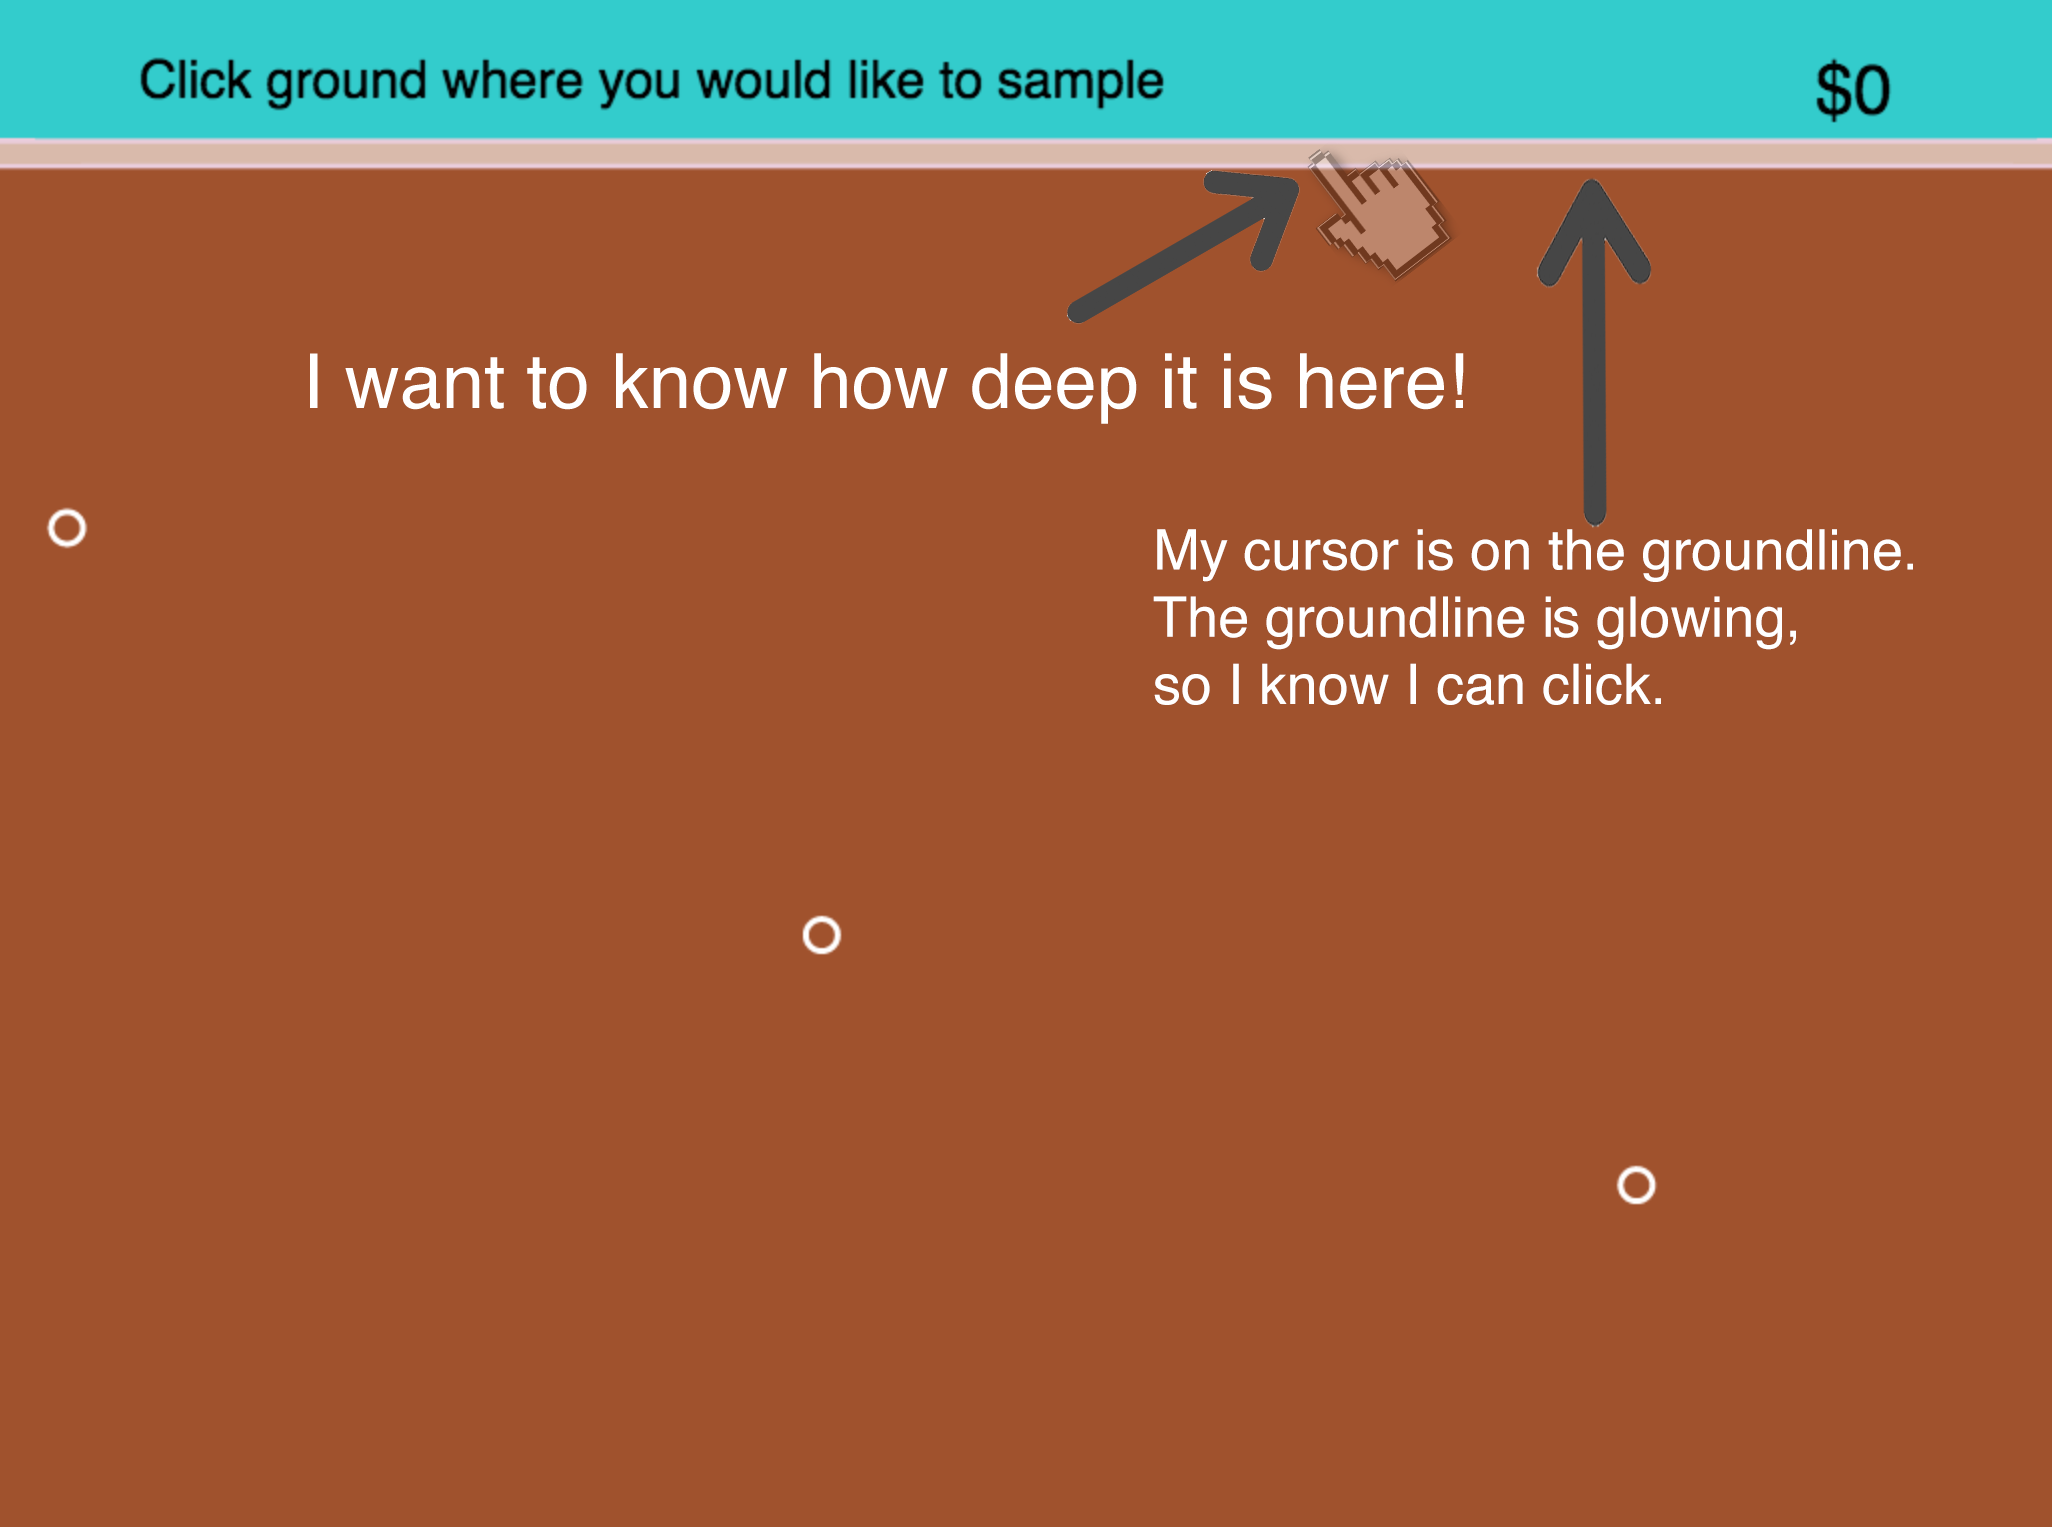 Click ground where you would like to sample
$0
I want to know how deep it is here!
My cursor is on the groundline.
The groundline is glowing,
so I know I can click.